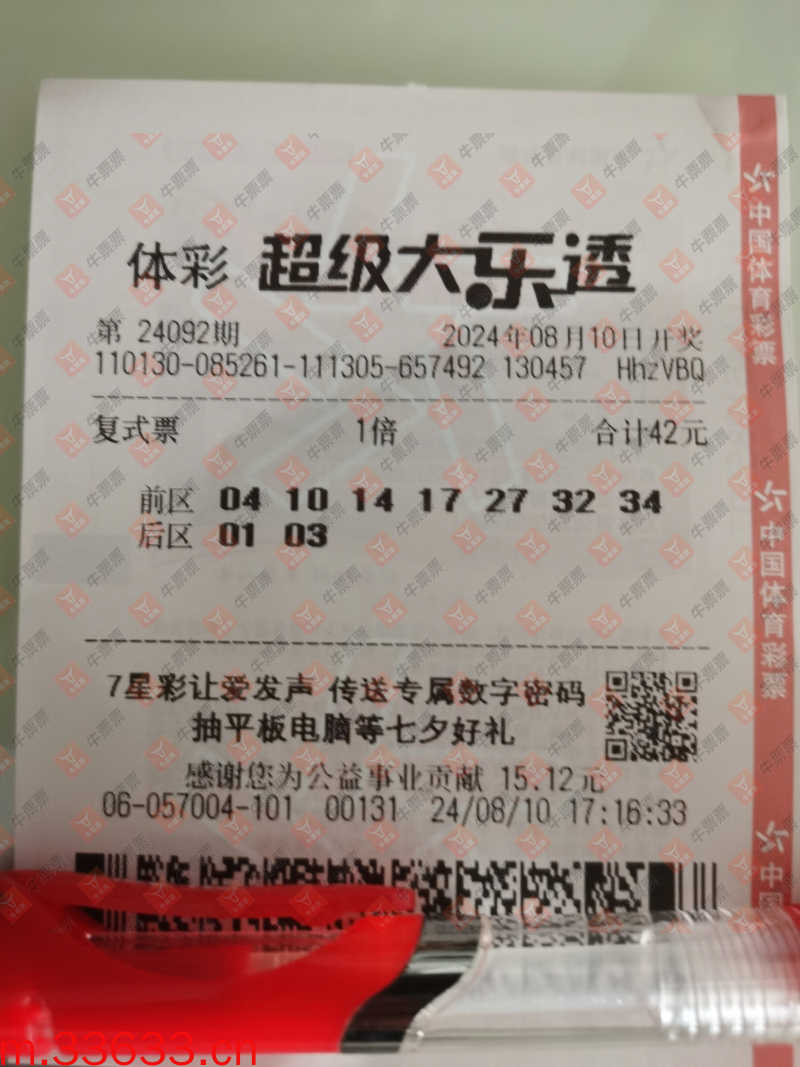 体彩 超级大乐透
第 24092期 2024年08月10日开奖
110130-085261-111305-657492 130457 HhzVBQ
复式票 1倍 合计42元
前区 04 10 14 17 27 32 34
后区 01 03
7星彩让爱发声 传送专属数字密码
抽平板电脑等七夕好礼
感谢您为公益事业贡献 15.12元
06-057004-101 00131 24/08/10 17:16:33
中国体育彩票
中国体育彩票
中国
牛票票
m.33633.cn